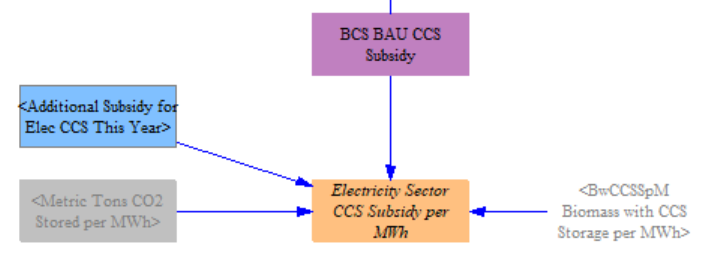 BCS BAU CCS
Subsidy
<Additional Subsidy for
Elec CCS This Year>
<Metric Tons CO2
Stored per MWh>
Electricity Sector
CCS Subsidy per
MWh
<BwCCSSpM
Biomass with CCS
Storage per MWh>